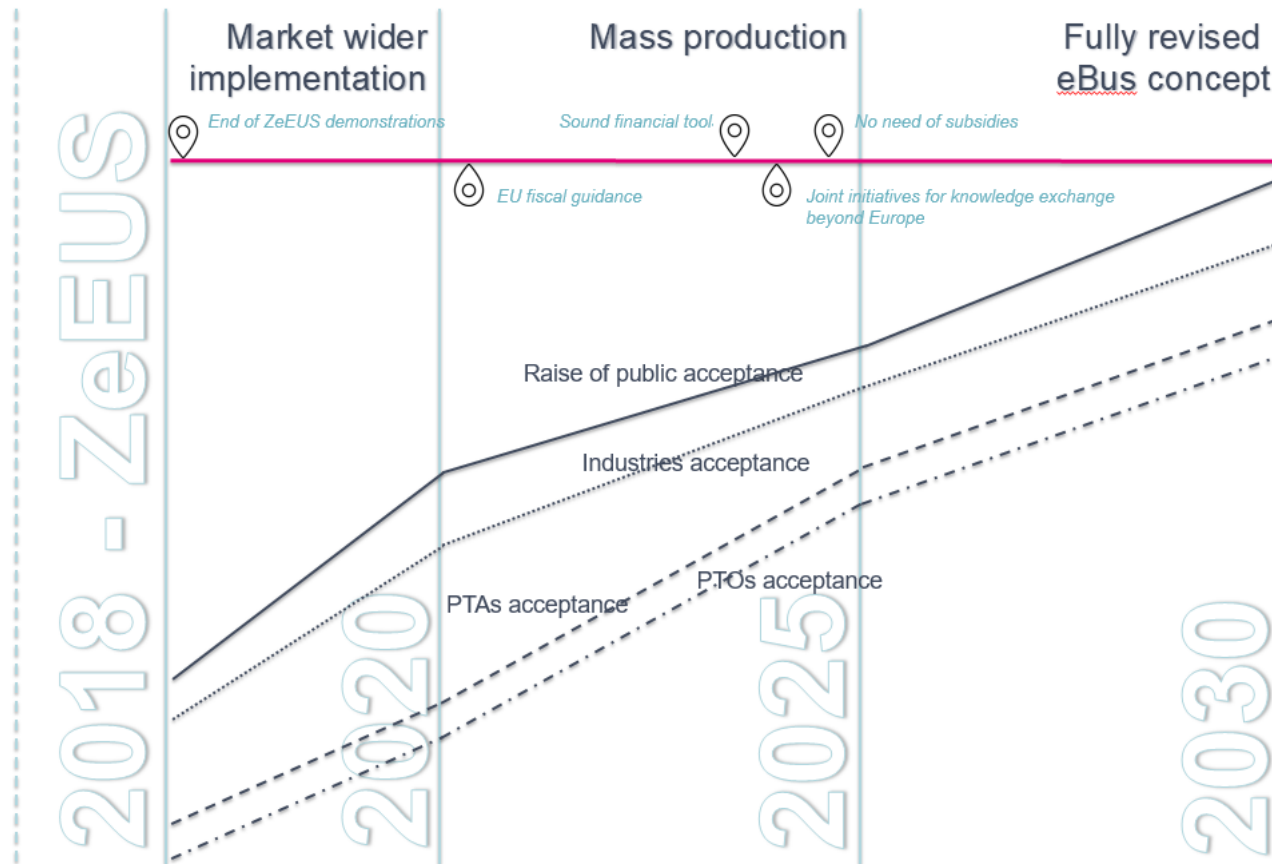 Market wider
implementation
Mass production
Fully revised
eBus concept
End of ZeEUS demonstrations
Sound financial tool
No need of subsidies
EU fiscal guidance
Joint initiatives for knowledge exchange
beyond Europe
Raise of public acceptance
Industries acceptance
PTOs acceptance
PTAs acceptance
2018 - ZeEUS
2020
2025
2030